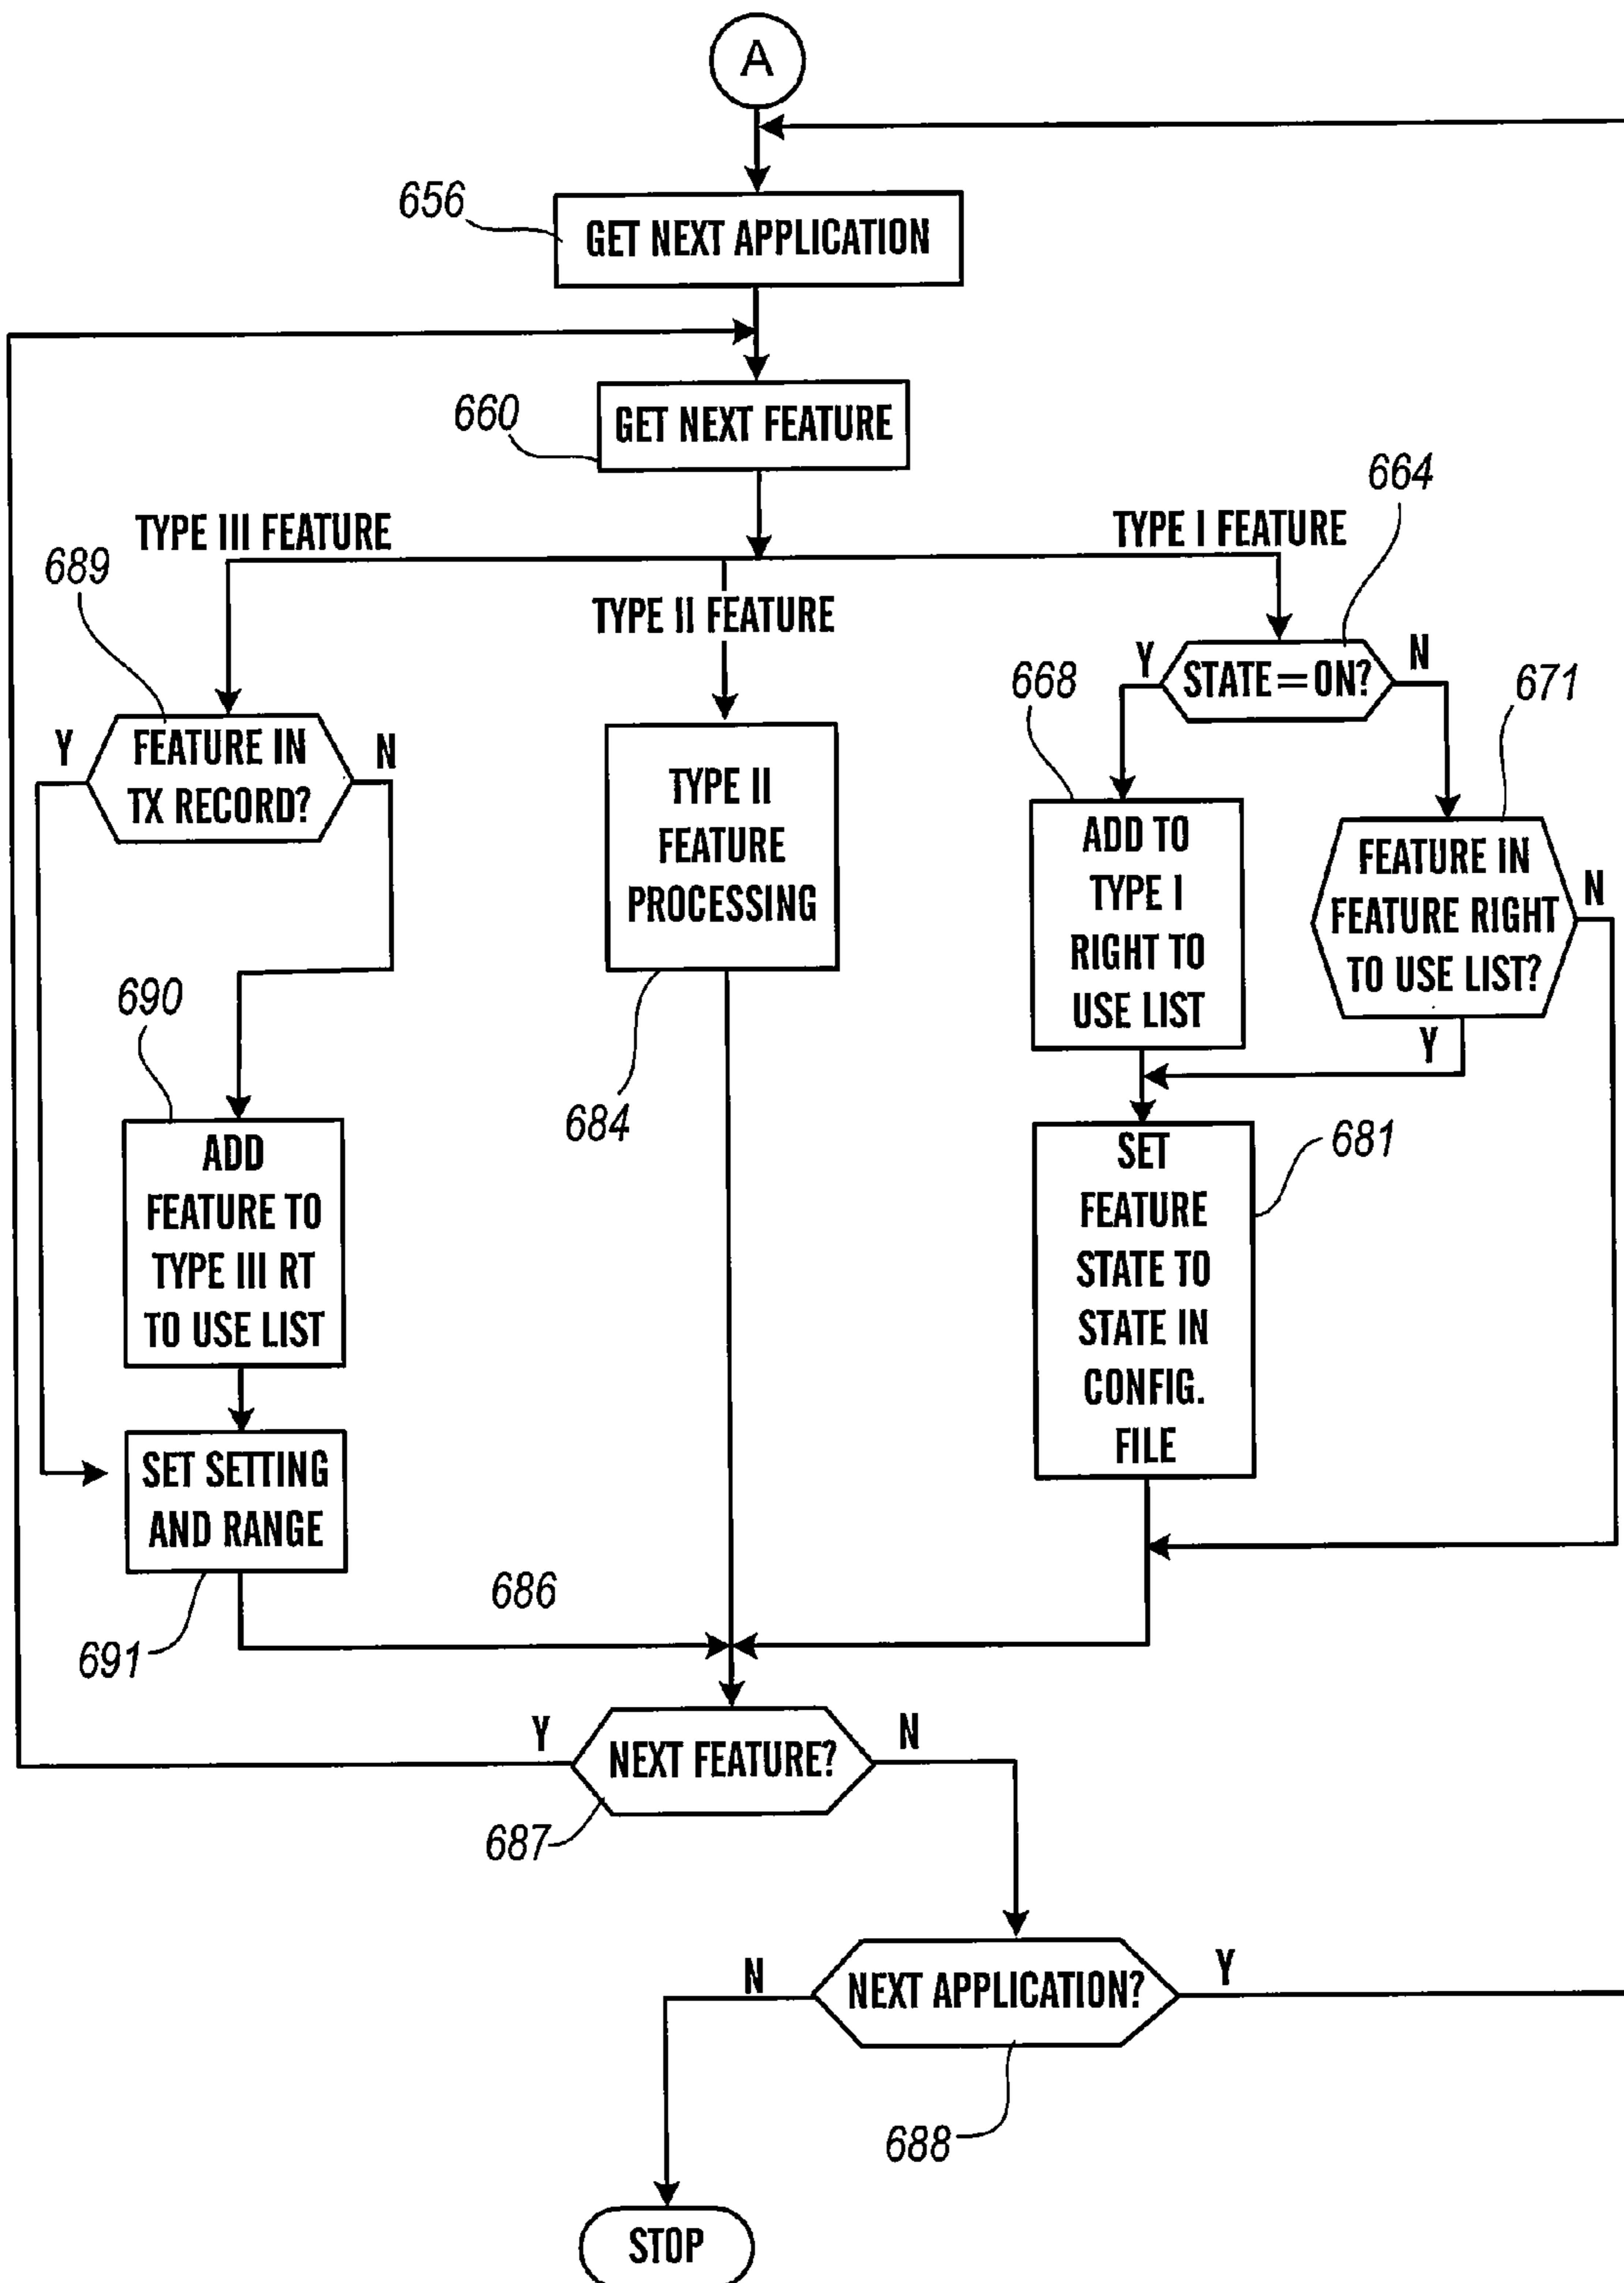 A
656
GET NEXT APPLICATION
660
GET NEXT FEATURE
664
TYPE III FEATURE
TYPE I FEATURE
689
TYPE II FEATURE
Y
STATE=ON?
N
668
671
Y
FEATURE IN
TX RECORD?
N
TYPE II
FEATURE
PROCESSING
ADD TO
TYPE I
RIGHT TO
USE LIST
FEATURE IN
FEATURE RIGHT
TO USE LIST?
N
Y
690
684
681
ADD
FEATURE TO
TYPE III RT
TO USE LIST
SET
FEATURE
STATE TO
STATE IN
CONFIG.
FILE
SET SETTING
AND RANGE
686
691
Y
NEXT FEATURE?
N
687
N
NEXT APPLICATION?
Y
688
STOP